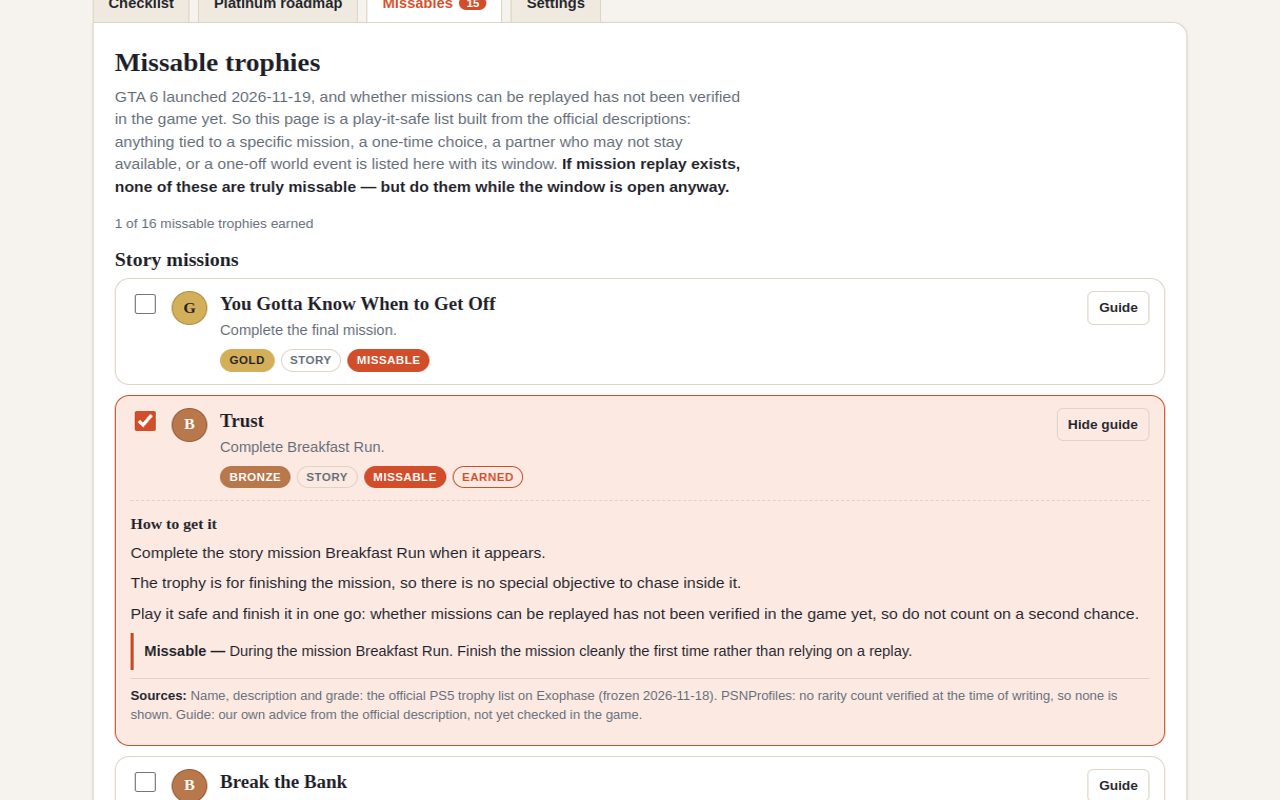 Checklist
Platinum roadmap
Missables 15
Settings
Missable trophies
GTA 6 launched 2026-11-19, and whether missions can be replayed has not been verified
in the game yet. So this page is a play-it-safe list built from the official descriptions:
anything tied to a specific mission, a one-time choice, a partner who may not stay
available, or a one-off world event is listed here with its window. If mission replay exists,
none of these are truly missable — but do them while the window is open anyway.
1 of 16 missable trophies earned
Story missions
G
You Gotta Know When to Get Off
Guide
Complete the final mission.
GOLD STORY MISSABLE
B
Trust
Hide guide
Complete Breakfast Run.
BRONZE STORY MISSABLE EARNED
How to get it
Complete the story mission Breakfast Run when it appears.
The trophy is for finishing the mission, so there is no special objective to chase inside it.
Play it safe and finish it in one go: whether missions can be replayed has not been verified in the game yet, so do not count on a second chance.
Missable — During the mission Breakfast Run. Finish the mission cleanly the first time rather than relying on a replay.
Sources: Name, description and grade: the official PS5 trophy list on Exophase (frozen 2026-11-18). PSNProfiles: no rarity count verified at the time of writing, so none is
shown. Guide: our own advice from the official description, not yet checked in the game.
B
Break the Bank
Guide